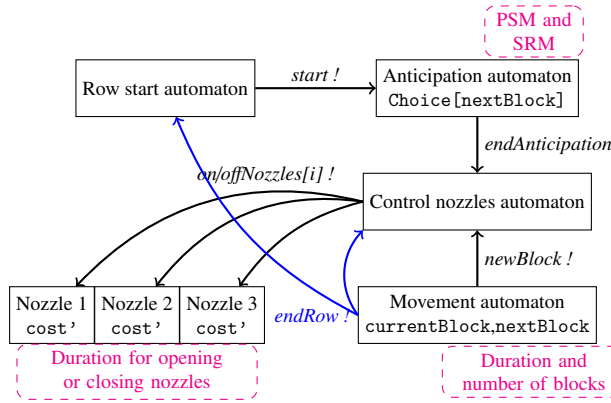 PSM and
SRM
Row start automaton
start !
Anticipation automaton
Choice[nextBlock]
endAnticipation
on/offNozzles[i] !
Control nozzles automaton
newBlock !
Nozzle 1
cost'
Nozzle 2
cost'
Nozzle 3
cost'
endRow !
Movement automaton
currentBlock,nextBlock
Duration for opening
or closing nozzles
Duration and
number of blocks